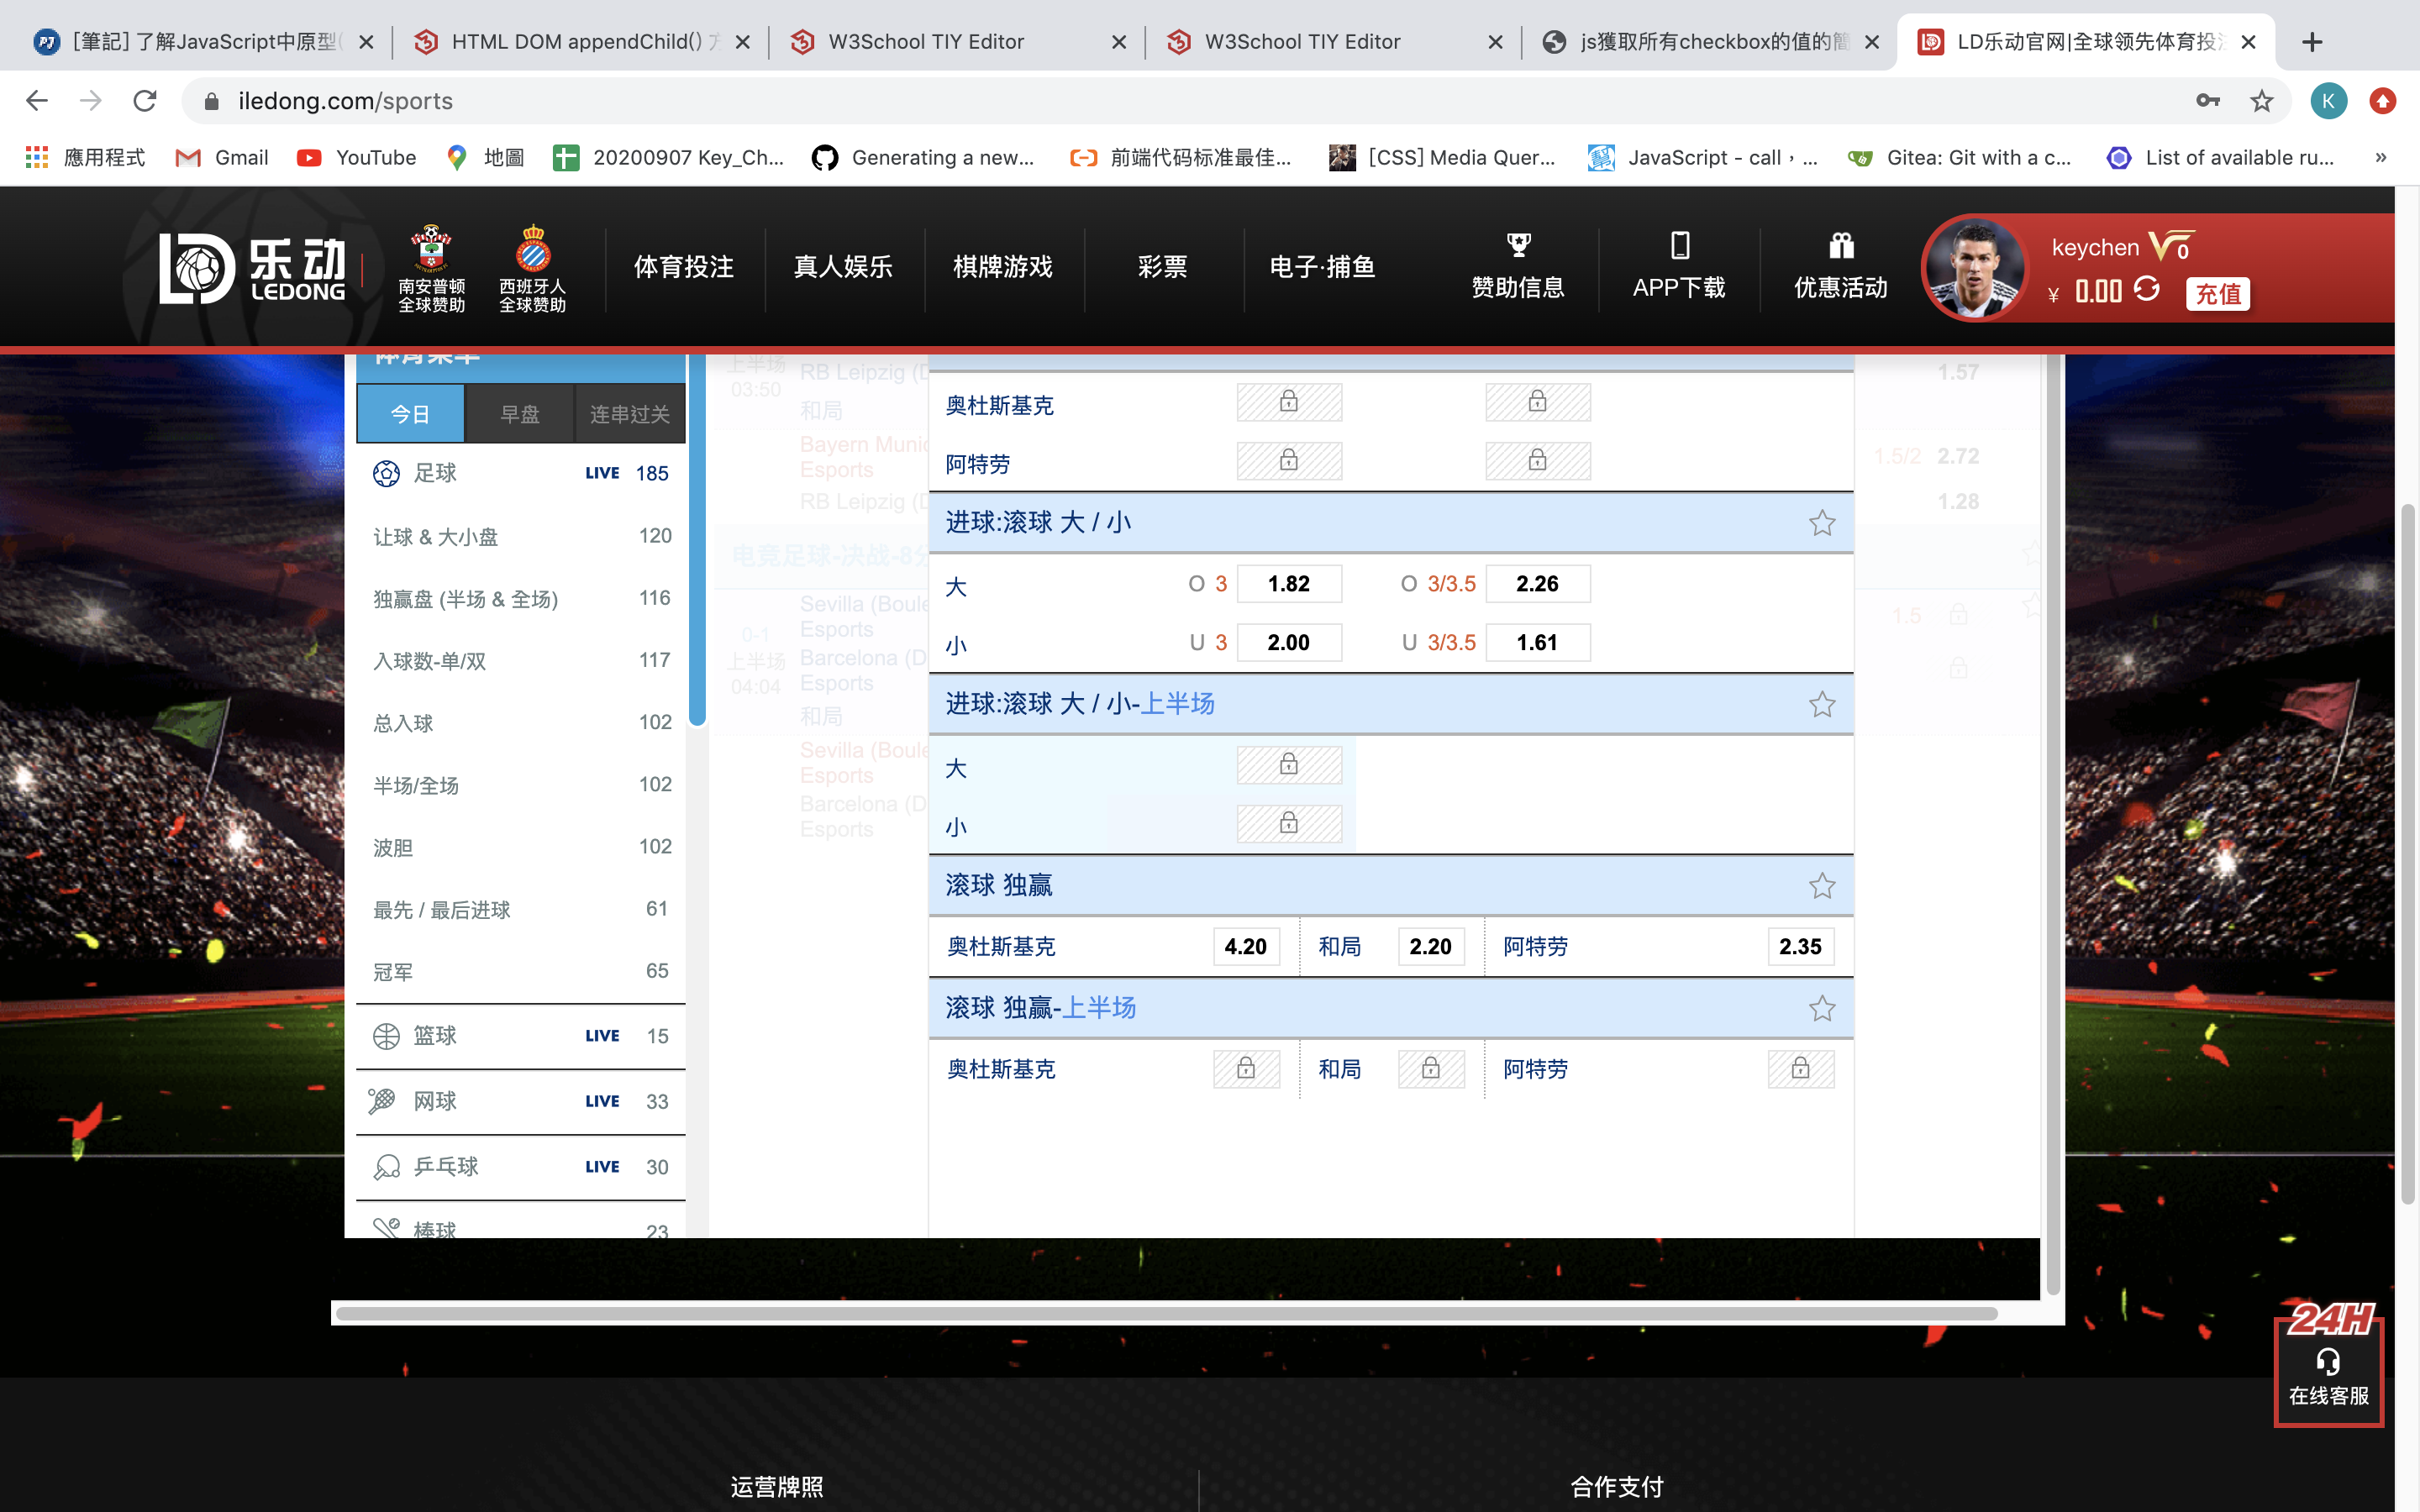 [筆記] 了解JavaScript中原型(
HTML DOM appendChild() 方
W3School TIY Editor
W3School TIY Editor
js獲取所有checkbox的值的簡
LD乐动官网|全球领先体育投注
iledong.com/sports
K
應用程式
Gmail
YouTube
地圖
20200907 Key_Ch...
Generating a new...
前端代码标准最佳...
[CSS] Media Quer...
JavaScript - call，...
Gitea: Git with a c...
List of available ru...
»
LD 乐动
LEDONG
南安普顿
全球赞助
西班牙人
全球赞助
体育投注
真人娱乐
棋牌游戏
彩票
电子·捕鱼
赞助信息
APP下载
优惠活动
keychen V0
¥ 0.00
充值
体育菜单
今日
早盘
连串过关
足球 LIVE 185
让球 & 大小盘 120
独赢盘 (半场 & 全场) 116
入球数-单/双 117
总入球 102
半场/全场 102
波胆 102
最先 / 最后进球 61
冠军 65
篮球 LIVE 15
网球 LIVE 33
乒乓球 LIVE 30
棒球 23
上半场
03:50
RB Leipzig (D
和局
Bayern Munic
Esports
RB Leipzig (D
电竞足球-决战-8分
0-1
上半场
04:04
Sevilla (Boule
Esports
Barcelona (D
Esports
和局
Sevilla (Boule
Esports
Barcelona (D
Esports
奥杜斯基克
阿特劳
进球:滚球 大 / 小
大 O 3 1.82 O 3/3.5 2.26
小 U 3 2.00 U 3/3.5 1.61
进球:滚球 大 / 小-上半场
大
小
滚球 独赢
奥杜斯基克 4.20 和局 2.20 阿特劳 2.35
滚球 独赢-上半场
奥杜斯基克 和局 阿特劳
1.57
1.5/2 2.72
1.28
1.5
24H
在线客服
运营牌照
合作支付